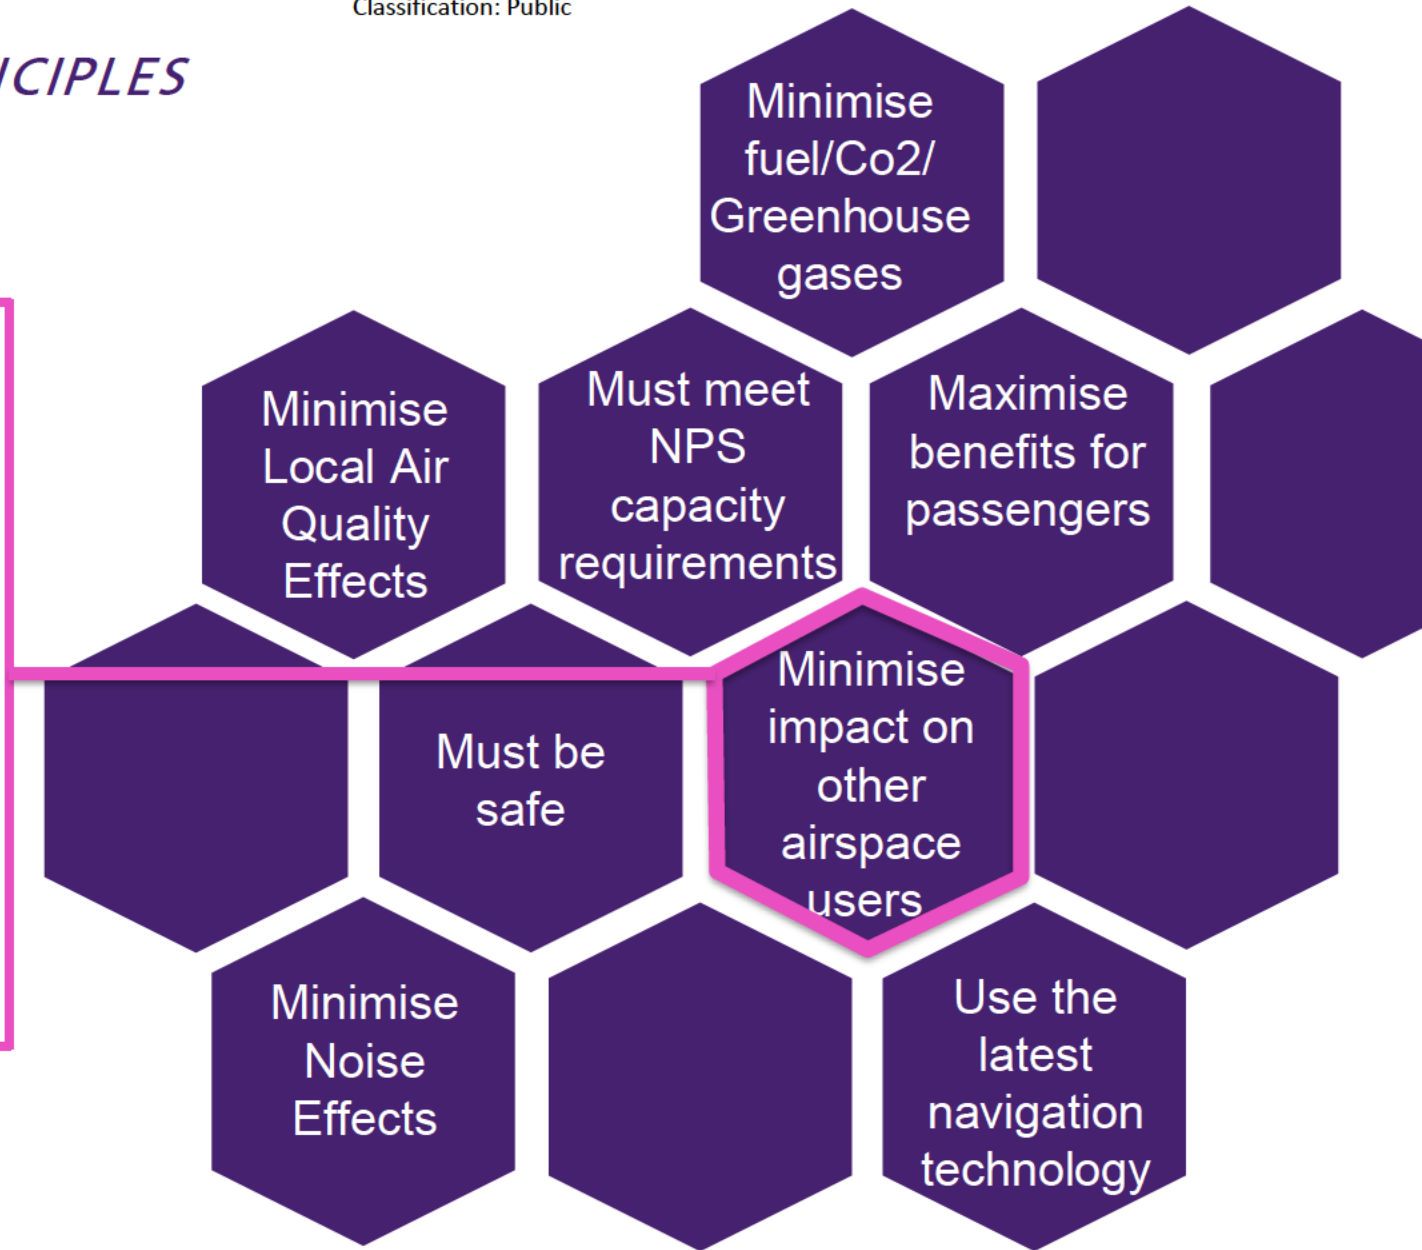 Classification: Public
ICIPLES
Minimise
fuel/Co2/
Greenhouse
gases
Minimise
Local Air
Quality
Effects
Must meet
NPS
capacity
requirements
Maximise
benefits for
passengers
Must be
safe
Minimise
impact on
other
airspace
users
Minimise
Noise
Effects
Use the
latest
navigation
technology